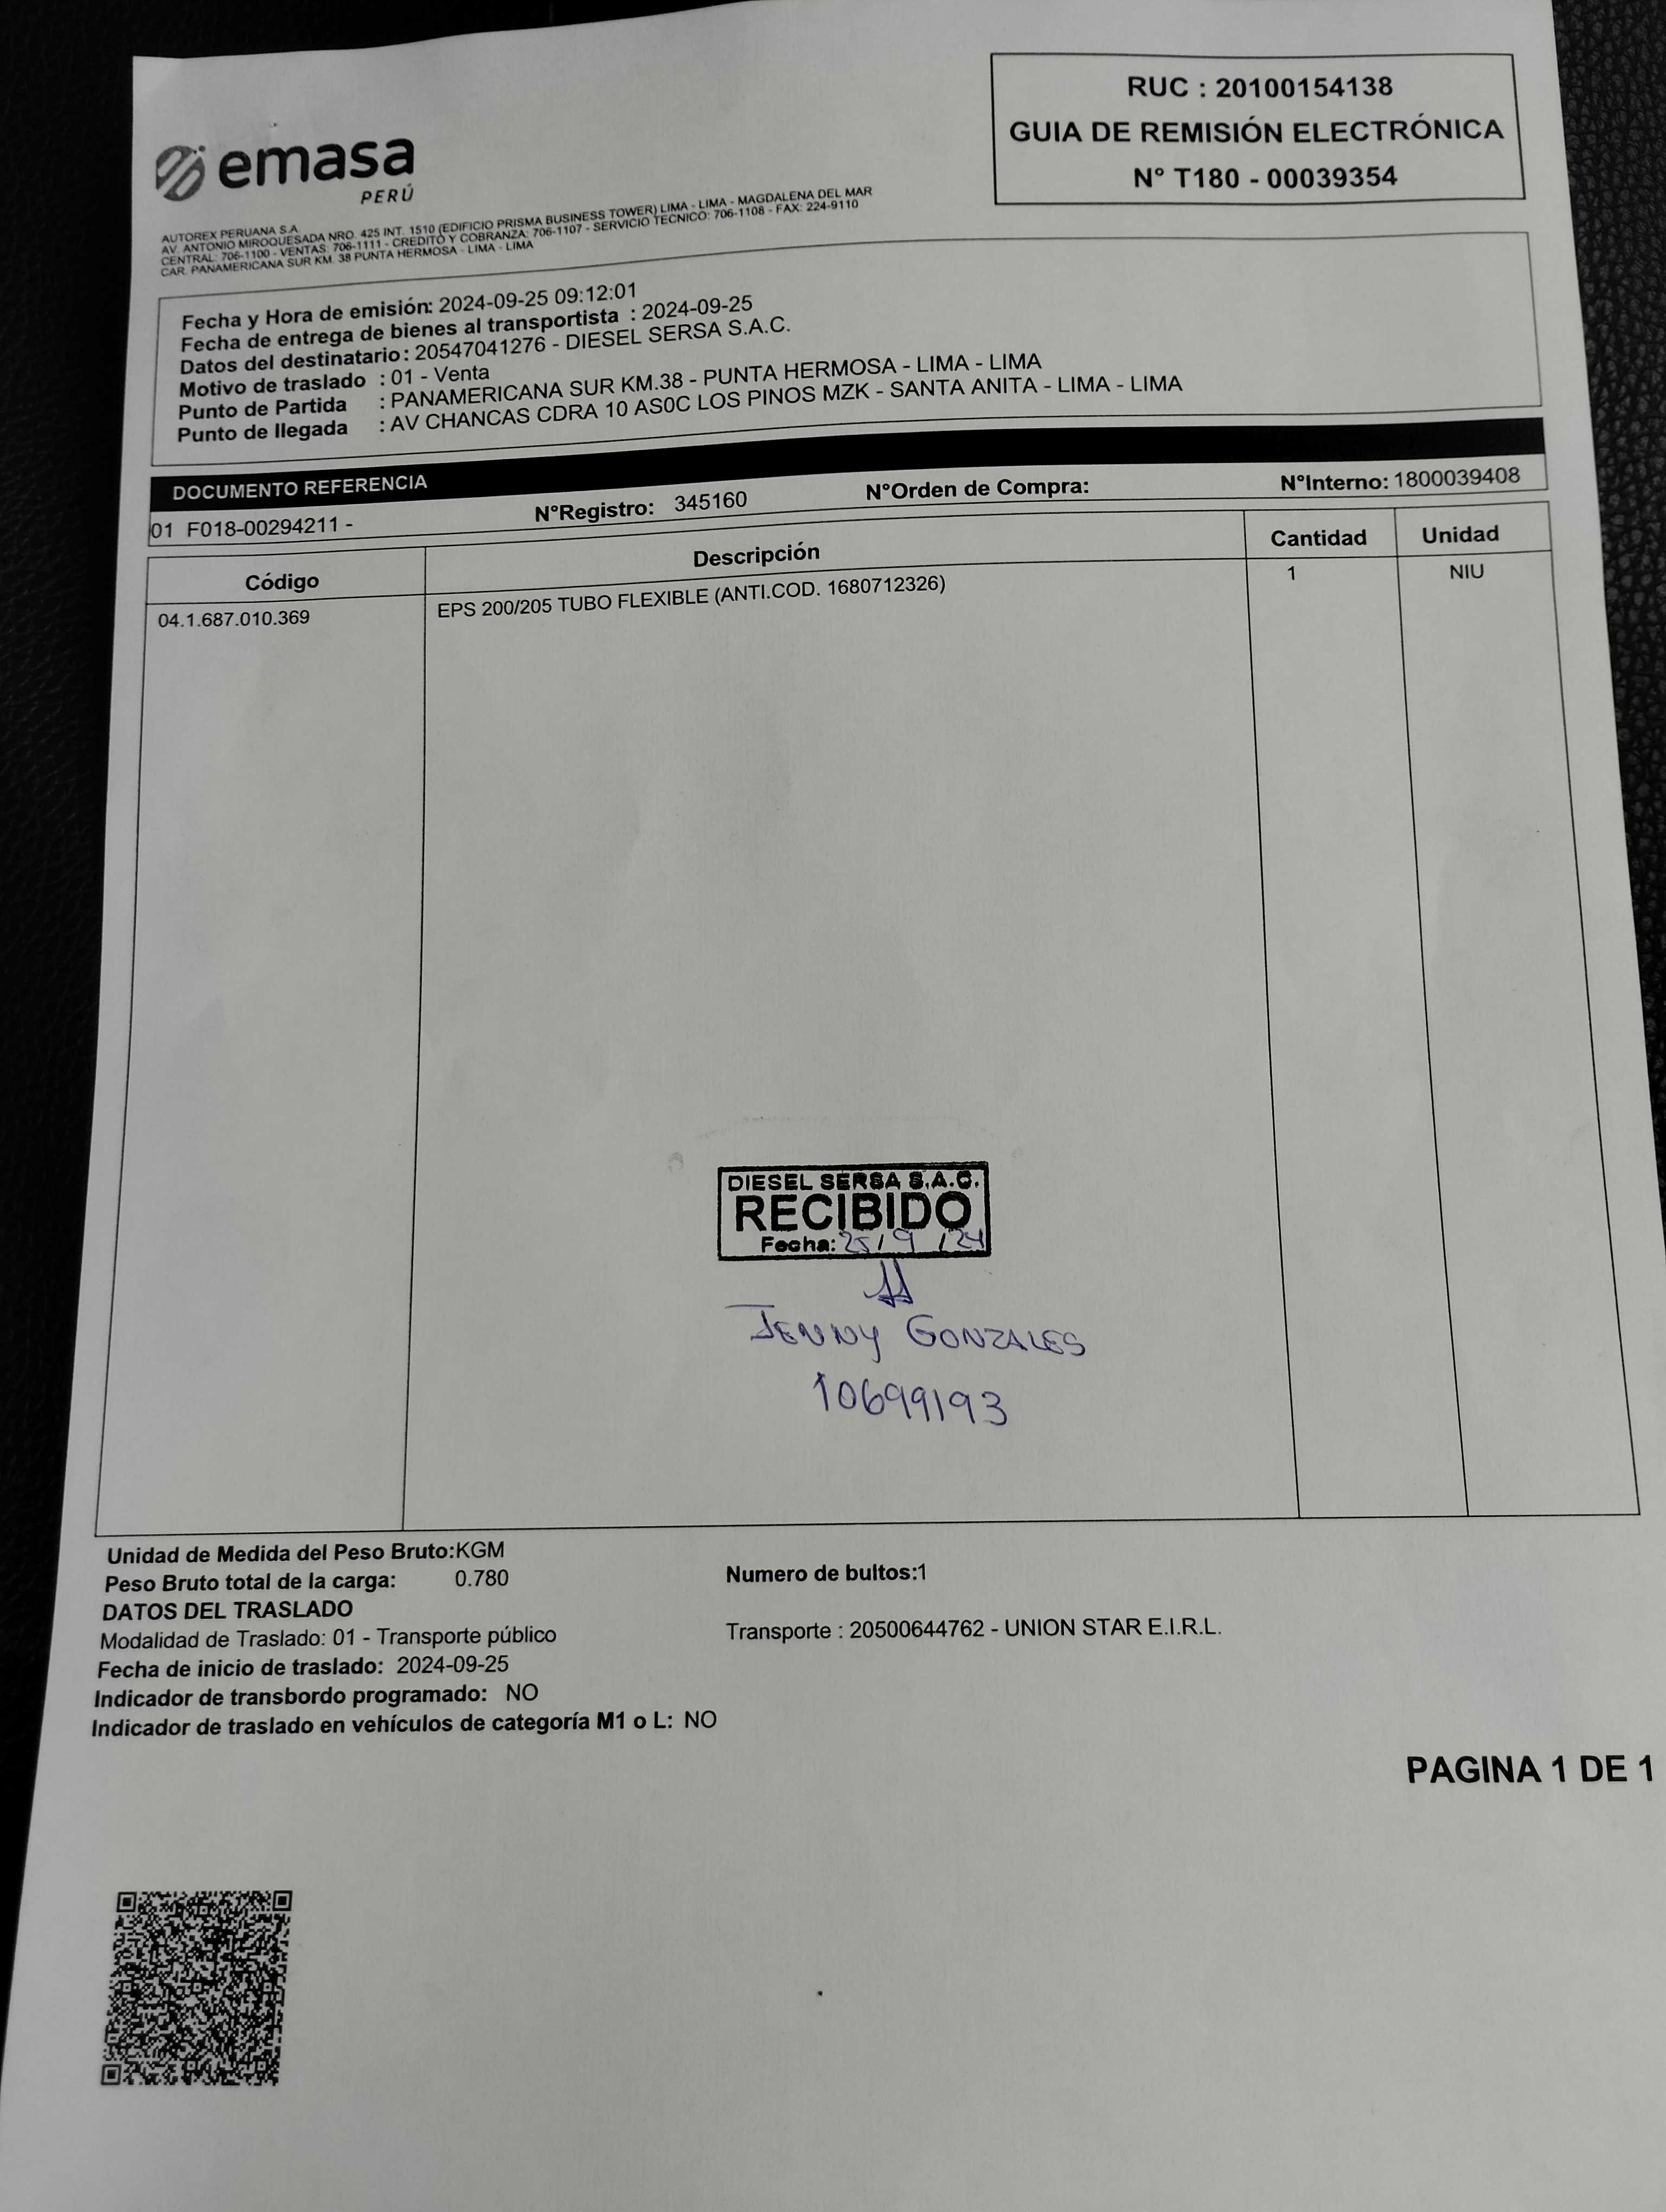 RUC : 20100154138
GUIA DE REMISIÓN ELECTRÓNICA
N° T180 - 00039354
emasa
PERÚ
AUTOREX PERUANA S.A.
AV. ANTONIO MIROQUESADA NRO. 425 INT. 1510 (EDIFICIO PRISMA BUSINESS TOWER) LIMA - LIMA - MAGDALENA DEL MAR
CENTRAL: 706-1100 - VENTAS: 706-1111 - CREDITO Y COBRANZA: 706-1107 - SERVICIO TECNICO: 706-1108 - FAX: 224-9110
CAR. PANAMERICANA SUR KM. 38 PUNTA HERMOSA - LIMA - LIMA
Fecha y Hora de emisión: 2024-09-25 09:12:01
Fecha de entrega de bienes al transportista : 2024-09-25
Datos del destinatario : 20547041276 - DIESEL SERSA S.A.C.
Motivo de traslado : 01 - Venta
Punto de Partida : PANAMERICANA SUR KM.38 - PUNTA HERMOSA - LIMA - LIMA
Punto de llegada : AV CHANCAS CDRA 10 AS0C LOS PINOS MZK - SANTA ANITA - LIMA - LIMA
DOCUMENTO REFERENCIA
01 F018-00294211 - N°Registro: 345160 N°Orden de Compra: N°Interno: 1800039408
Código Descripción Cantidad Unidad
04.1.687.010.369 EPS 200/205 TUBO FLEXIBLE (ANTI.COD. 1680712326) 1 NIU
DIESEL SERSA S.A.C.
RECIBIDO
Fecha: 25/9/24
JENNY GONZALES
10699193
Unidad de Medida del Peso Bruto:KGM
Peso Bruto total de la carga: 0.780 Numero de bultos:1
DATOS DEL TRASLADO
Modalidad de Traslado: 01 - Transporte público Transporte : 20500644762 - UNION STAR E.I.R.L.
Fecha de inicio de traslado: 2024-09-25
Indicador de transbordo programado: NO
Indicador de traslado en vehículos de categoría M1 o L: NO
PAGINA 1 DE 1